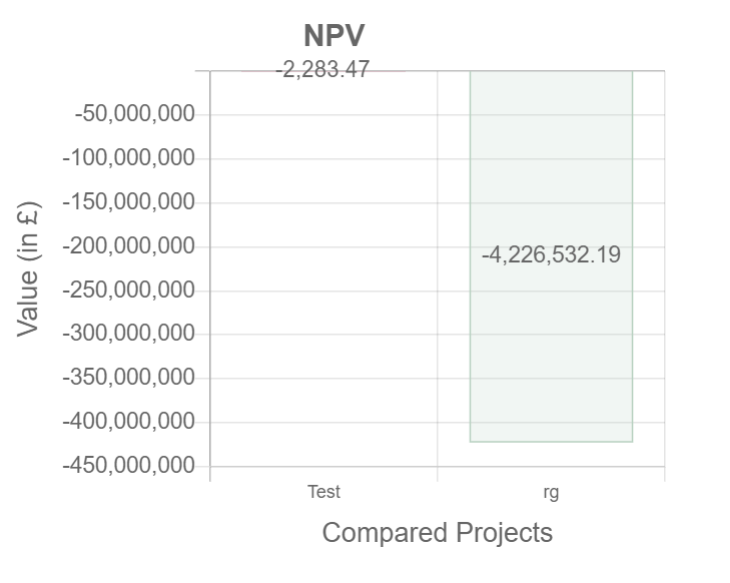 NPV
-2,283.47
-50,000,000
-100,000,000
-150,000,000
-200,000,000
-4,226,532.19
-250,000,000
-300,000,000
-350,000,000
-400,000,000
-450,000,000
Value (in £)
Test
rg
Compared Projects